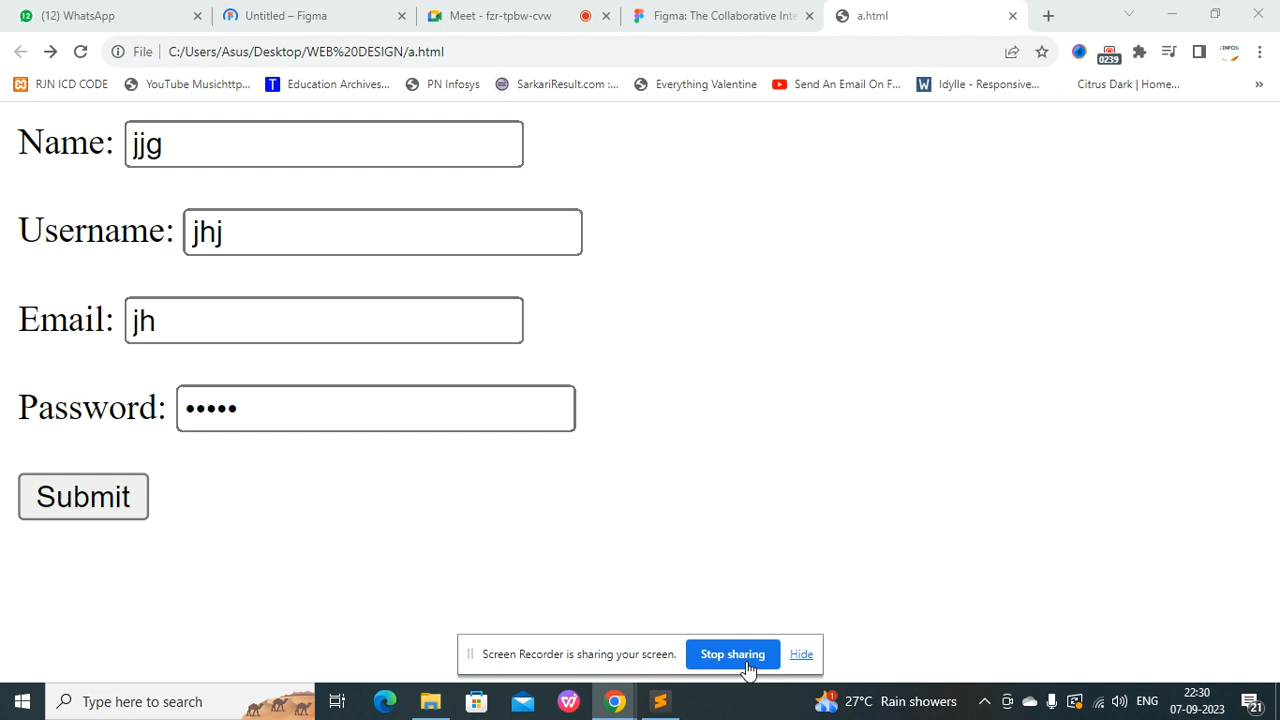 (12) WhatsApp
Untitled – Figma
Meet - fzr-tpbw-cvw
Figma: The Collaborative Inte
a.html
File
C:/Users/Asus/Desktop/WEB%20DESIGN/a.html
0239
RJN ICD CODE
YouTube Musichttp...
Education Archives...
PN Infosys
SarkariResult.com :...
Everything Valentine
Send An Email On F...
Idylle - Responsive...
Citrus Dark | Home...
»
Name: jjg
Username: jhj
Email: jh
Password: •••••
Submit
Screen Recorder is sharing your screen.
Stop sharing
Hide
Type here to search
27°C Rain showers
ENG
22:30
07-09-2023
21